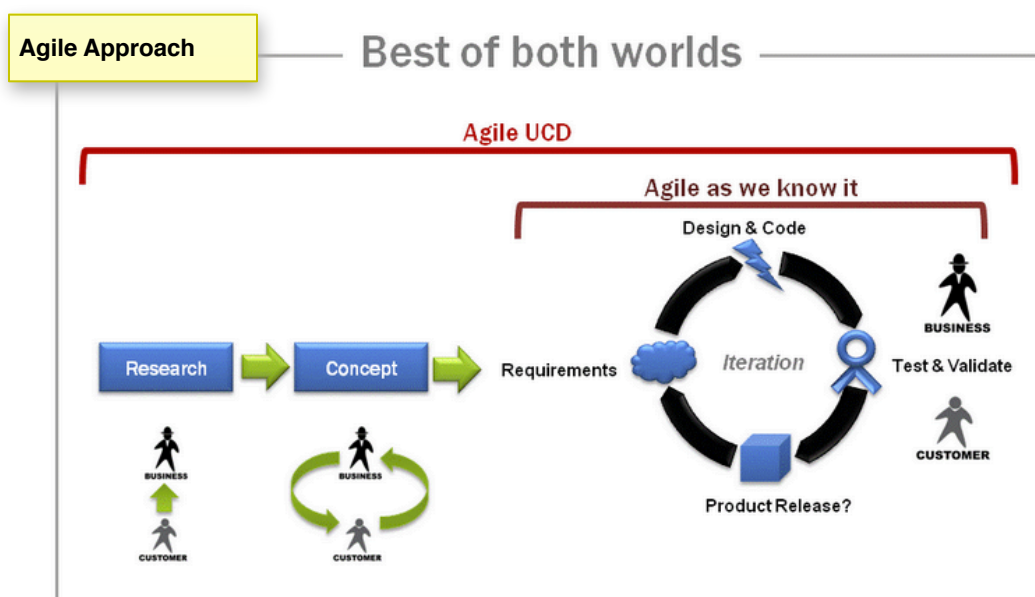 Agile Approach
Best of both worlds
Agile UCD
Agile as we know it
Design & Code
BUSINESS
Research
Concept
Requirements
Iteration
Test & Validate
BUSINESS
BUSINESS
CUSTOMER
Product Release?
CUSTOMER
CUSTOMER